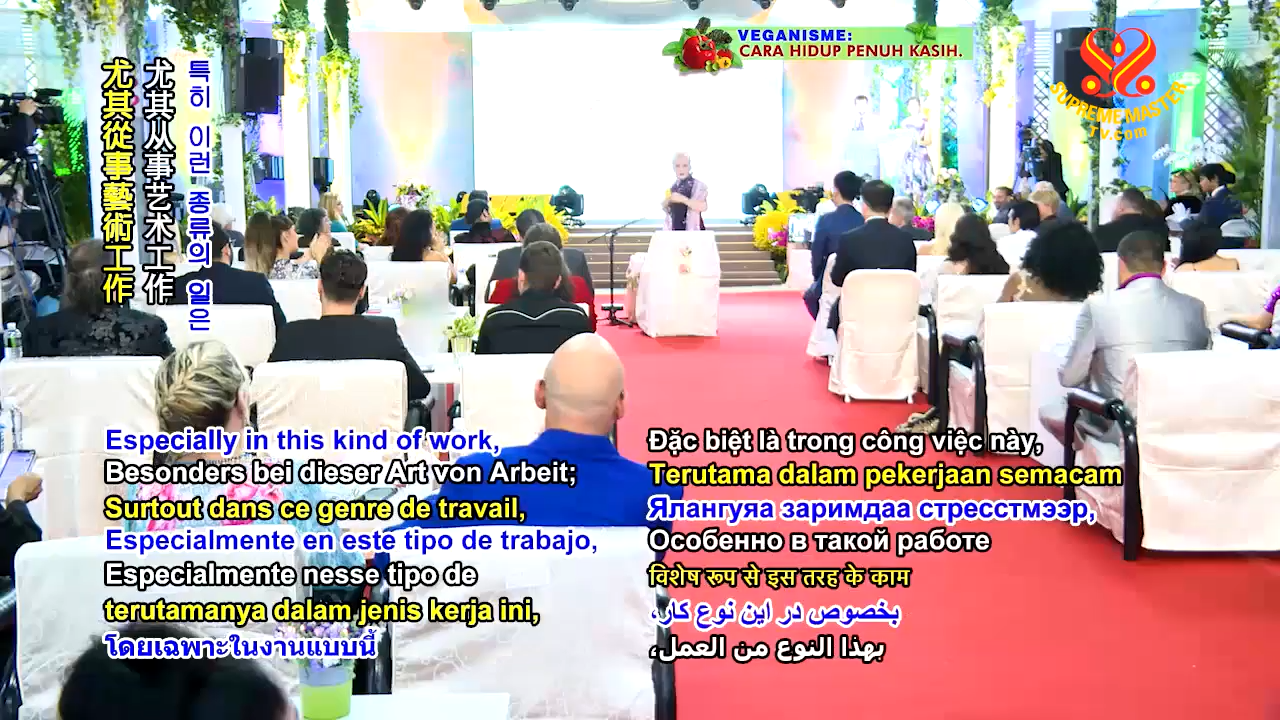 VEGANISME:
CARA HIDUP PENUH KASIH.
SUPREME MASTER
TV.com
특히 이런 종류의 일은
尤其从事艺术工作
尤其從事藝術工作
Especially in this kind of work,
Besonders bei dieser Art von Arbeit;
Surtout dans ce genre de travail,
Especialmente en este tipo de trabajo,
Especialmente nesse tipo de
terutamanya dalam jenis kerja ini,
โดยเฉพาะในงานแบบนี้
Đặc biệt là trong công việc này,
Terutama dalam pekerjaan semacam
Ялангуяа заримдаа стресстмээр,
Особенно в такой работе
विशेष रूप से इस तरह के काम
بخصوص در این نوع کار،
بهذا النوع من العمل،